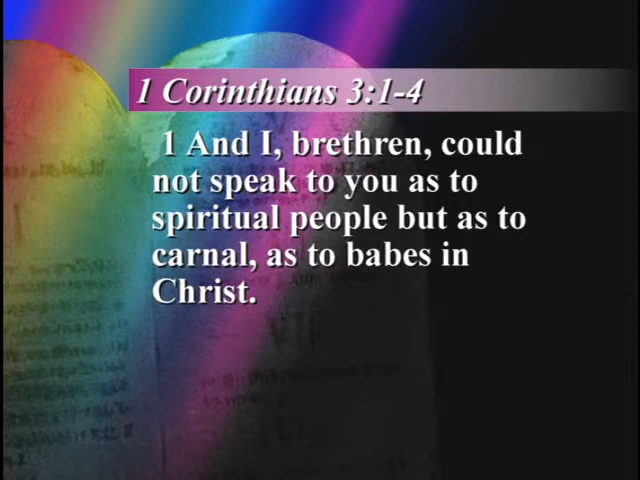 1 Corinthians 3:1-4
1 And I, brethren, could
not speak to you as to
spiritual people but as to
carnal, as to babes in
Christ.